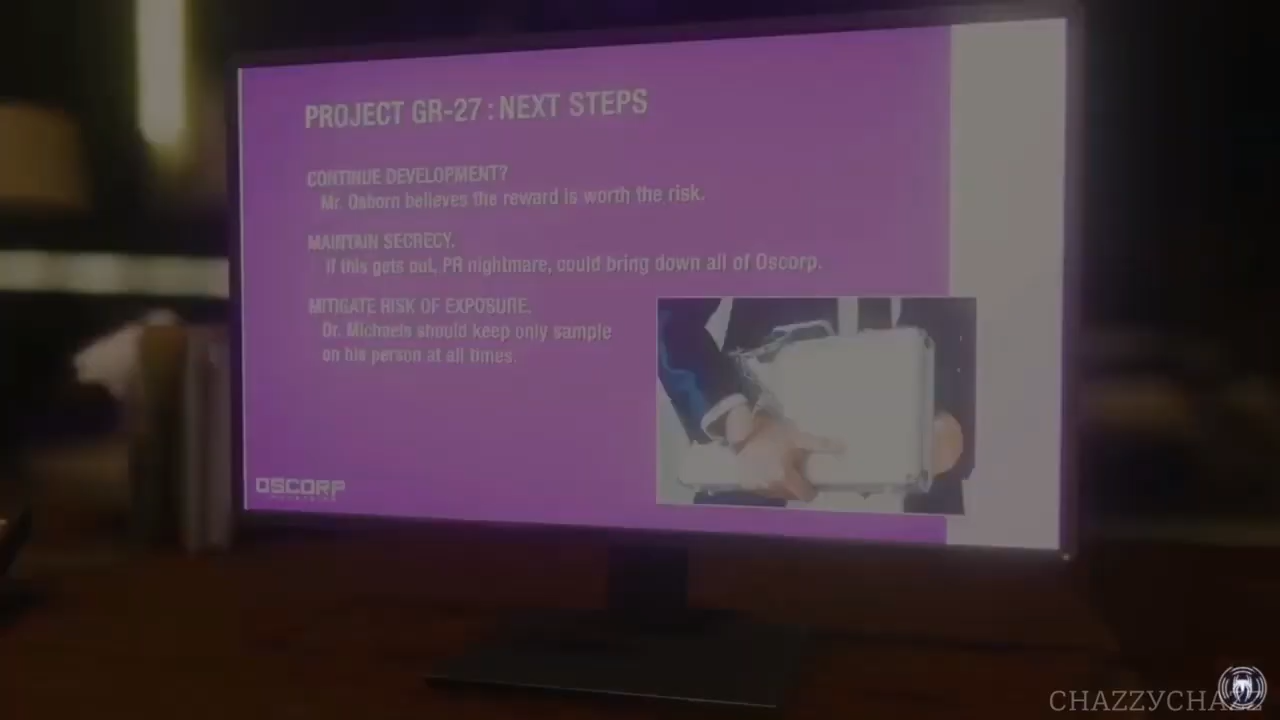 PROJECT GR-27 : NEXT STEPS
CONTINUE DEVELOPMENT?
Mr. Osborn believes the reward is worth the risk.
MAINTAIN SECRECY.
If this gets out, PR nightmare, could bring down all of Oscorp.
MITIGATE RISK OF EXPOSURE.
Dr. Michaels should keep only sample
on his person at all times.
OSCORP